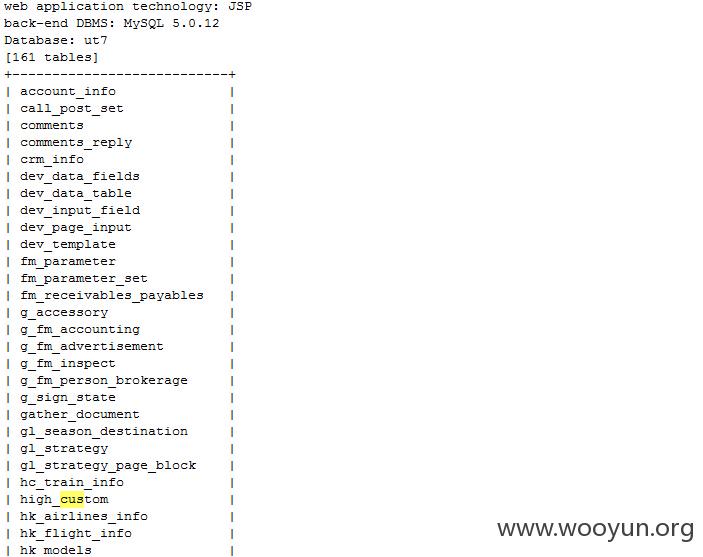 web application technology: JSP
back-end DBMS: MySQL 5.0.12
Database: ut7
[161 tables]
+---------------------------+
| account_info |
| call_post_set |
| comments |
| comments_reply |
| crm_info |
| dev_data_fields |
| dev_data_table |
| dev_input_field |
| dev_page_input |
| dev_template |
| fm_parameter |
| fm_parameter_set |
| fm_receivables_payables |
| g_accessory |
| g_fm_accounting |
| g_fm_advertisement |
| g_fm_inspect |
| g_fm_person_brokerage |
| g_sign_state |
| gather_document |
| gl_season_destination |
| gl_strategy |
| gl_strategy_page_block |
| hc_train_info |
| high_custom |
| hk_airlines_info |
| hk_flight_info |
| hk_models |
www.wooyun.org